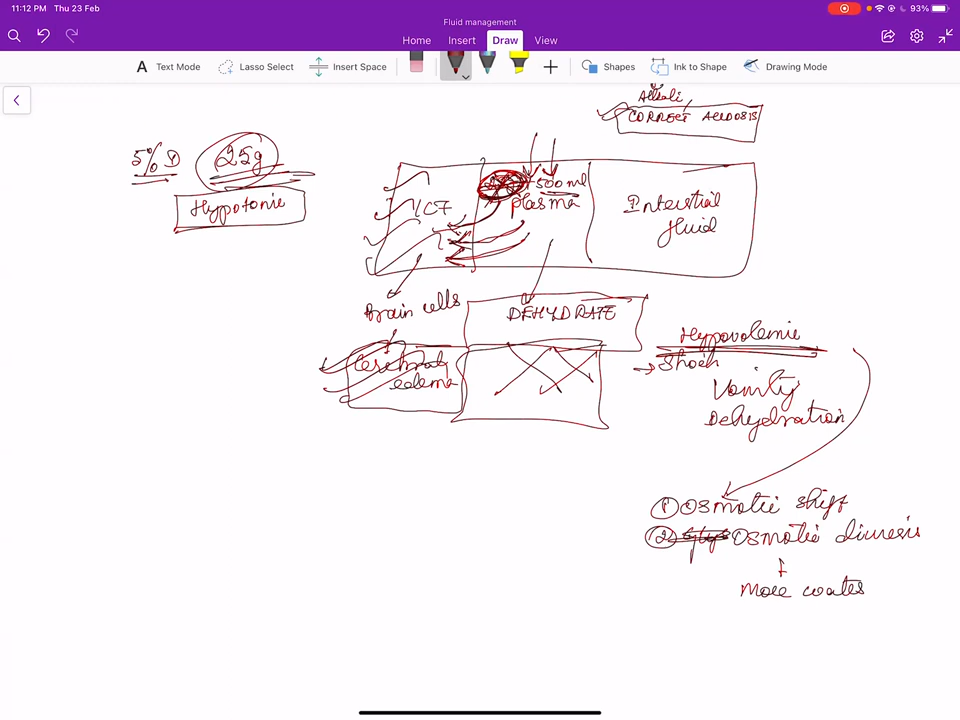 11:12 PM Thu 23 Feb
93%
Fluid management
Home Insert Draw View
Text Mode
Lasso Select
Insert Space
Shapes
Ink to Shape
Drawing Mode
Alkali
CORRECT ACIDOSIS
5% D 25g
Hypotonic
ICF
500 ml
plasma
Interstial
fluid
Brain cells
Cerebral
edema
DEHYDRATE
Hypovolemic
→ Shock
Vomity
Dehydration
① Osmotic shift
② Osmotic diuresis
More water